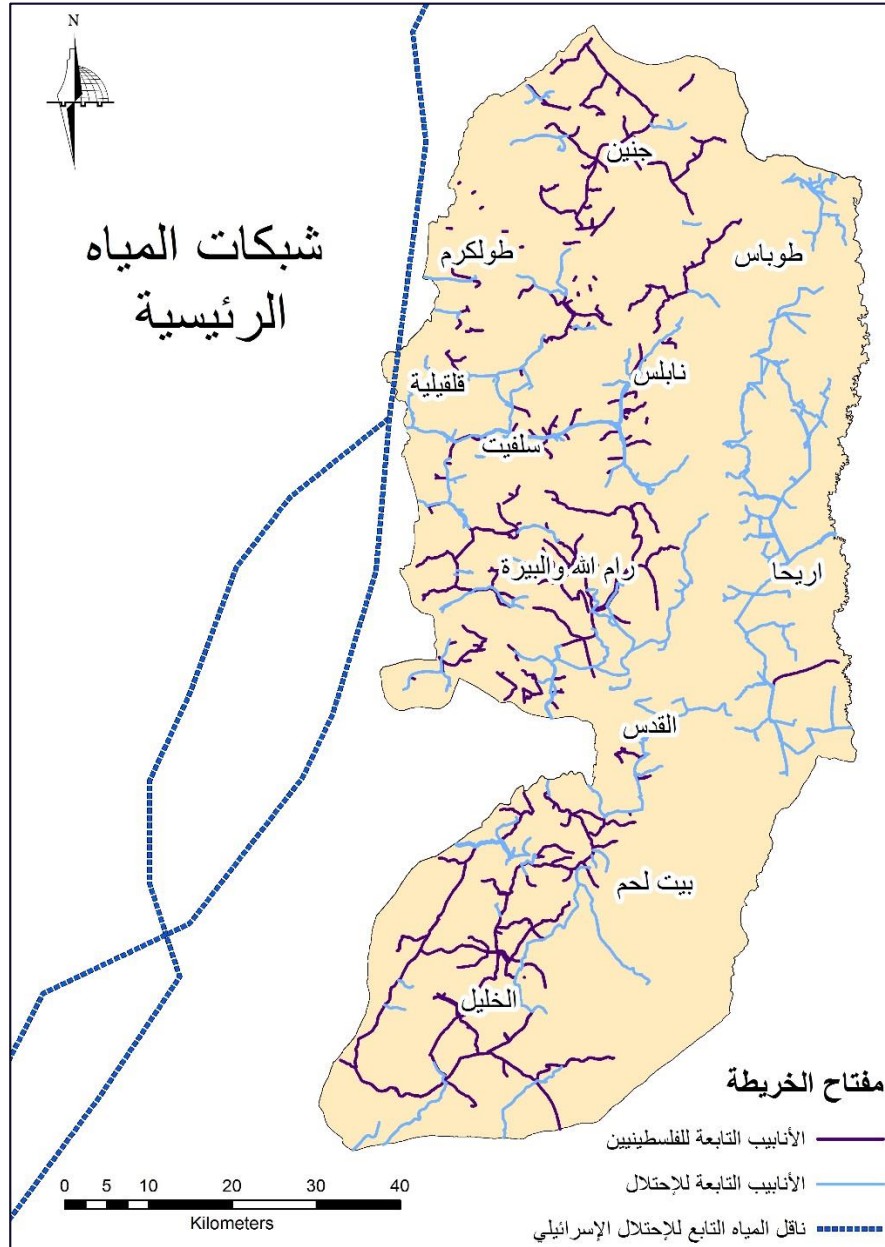 N
شبكات المياه
الرئيسية
جنين
طولكرم
طوباس
نابلس
قلقيلية
سلفيت
رام الله والبيرة
اريحا
القدس
بيت لحم
الخليل
مفتاح الخريطة
الأنابيب التابعة للفلسطينيين
الأنابيب التابعة للإحتلال
ناقل المياه التابع للإحتلال الإسرائيلي
0 5 10 20 30 40
Kilometers